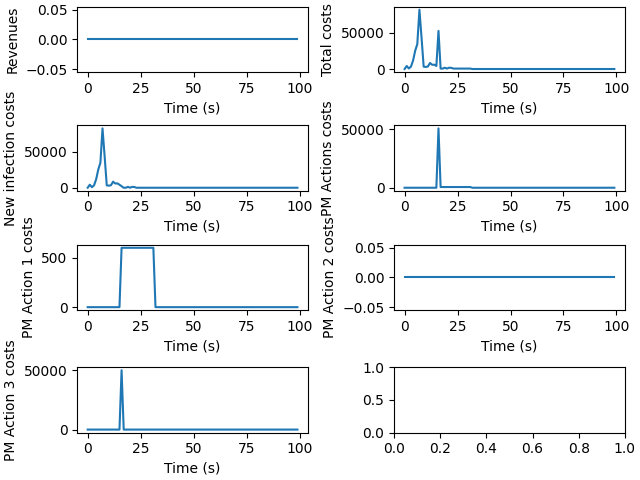 Revenues
0.05
0.00
−0.05
0 25 50 75 100
Time (s)
Total costs
50000
0
0 25 50 75 100
Time (s)
New infection costs
50000
0
0 25 50 75 100
Time (s)
PM Actions costs
50000
0
0 25 50 75 100
Time (s)
PM Action 1 costs
500
0
0 25 50 75 100
Time (s)
PM Action 2 costs
0.05
0.00
−0.05
0 25 50 75 100
Time (s)
PM Action 3 costs
50000
0
0 25 50 75 100
Time (s)
1.0
0.5
0.0
0.0 0.2 0.4 0.6 0.8 1.0